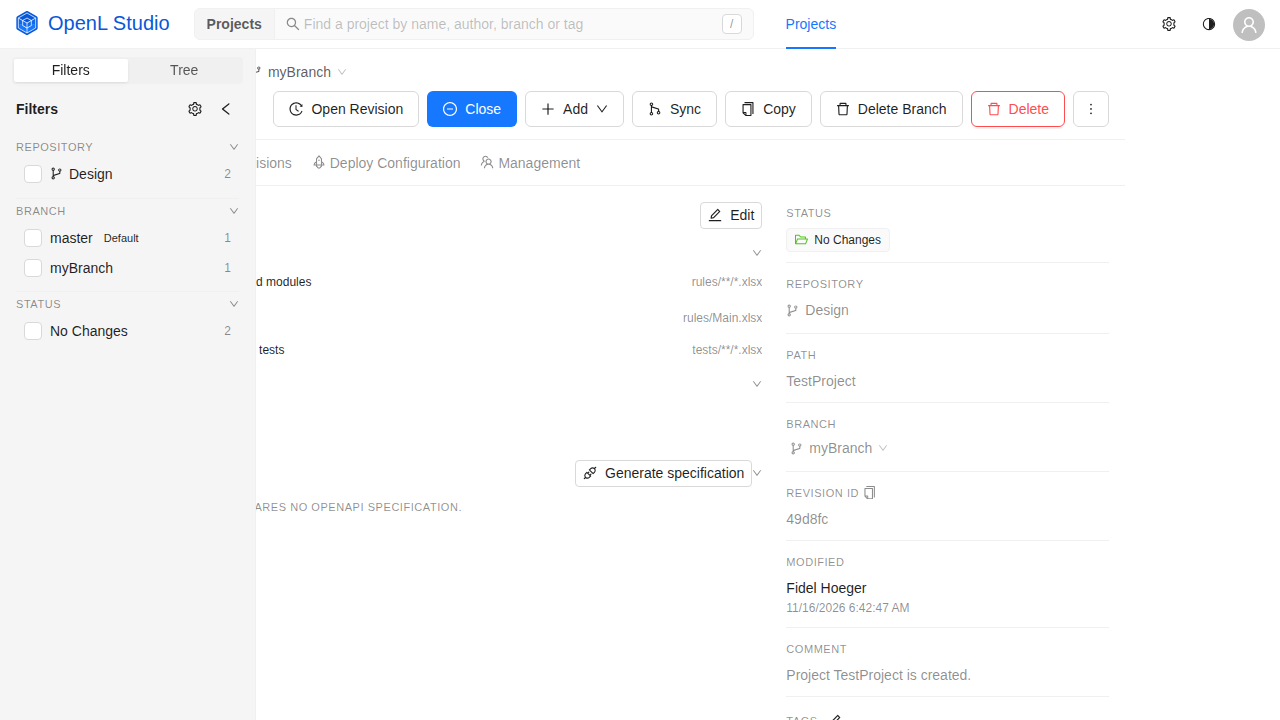 OpenL Studio
Projects
Find a project by name, author, branch or tag
/
Projects
Filters
Tree
Filters
REPOSITORY
Design 2
BRANCH
master Default 1
myBranch 1
STATUS
No Changes 2
myBranch
Open Revision
Close
Add
Sync
Copy
Delete Branch
Delete
isions
Deploy Configuration
Management
Edit
d modules
rules/**/*.xlsx
rules/Main.xlsx
tests
tests/**/*.xlsx
Generate specification
ARES NO OPENAPI SPECIFICATION.
STATUS
No Changes
REPOSITORY
Design
PATH
TestProject
BRANCH
myBranch
REVISION ID
49d8fc
MODIFIED
Fidel Hoeger
11/16/2026 6:42:47 AM
COMMENT
Project TestProject is created.
TAGS